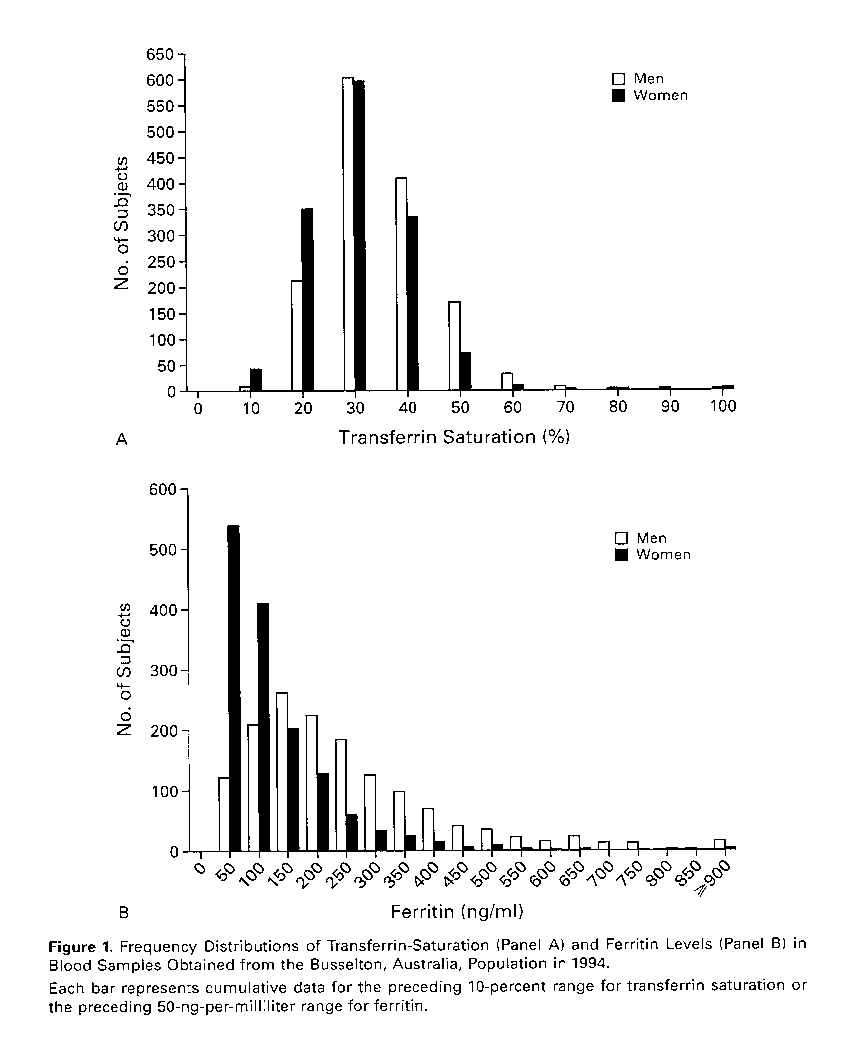 650
600
550
500
450
400
350
300
250
200
150
100
50
0
No. of Subjects
Men
Women
0 10 20 30 40 50 60 70 80 90 100
A
Transferrin Saturation (%)
600
500
400
300
200
100
0
No. of Subjects
Men
Women
0 50 100 150 200 250 300 350 400 450 500 550 600 650 700 750 800 850 ≥900
B
Ferritin (ng/ml)
Figure 1. Frequency Distributions of Transferrin-Saturation (Panel A) and Ferritin Levels (Panel B) in
Blood Samples Obtained from the Busselton, Australia, Population in 1994.
Each bar represents cumulative data for the preceding 10-percent range for transferrin saturation or
the preceding 50-ng-per-milliliter range for ferritin.